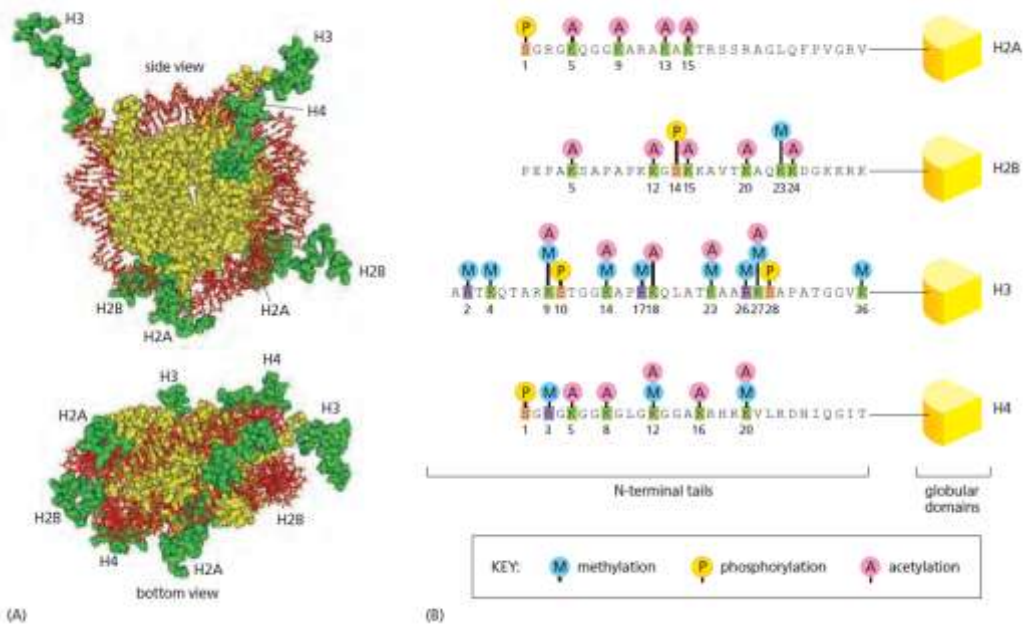 H3
H3
side view
H4
H2B
H2B
H2A
H2A
H4
H3
H3
H2A
H2B
H2B
H4
H2A
bottom view
(A)
P A A A A
SGRGKQGGKARAKAKTRSSRAGLQFPVGRV H2A
1 5 9 13 15
P M
A A A A A
PEPAKSAPAPKKGSKKAVTKAQKKDGKKRK H2B
5 12 14 15 20 23 24
A A
M A A A M
M M P M M M M P M
ARTKQTARKSTGGKAPRKQLATKAARKSAPATGGVK H3
2 4 9 10 14 17 18 23 26 27 28 36
A A
P M A A M A M
SGRGKGGKGLGKGGAKRHRKVLRDNIQGIT H4
1 3 5 8 12 16 20
N-terminal tails
globular
domains
KEY: M methylation P phosphorylation A acetylation
(B)